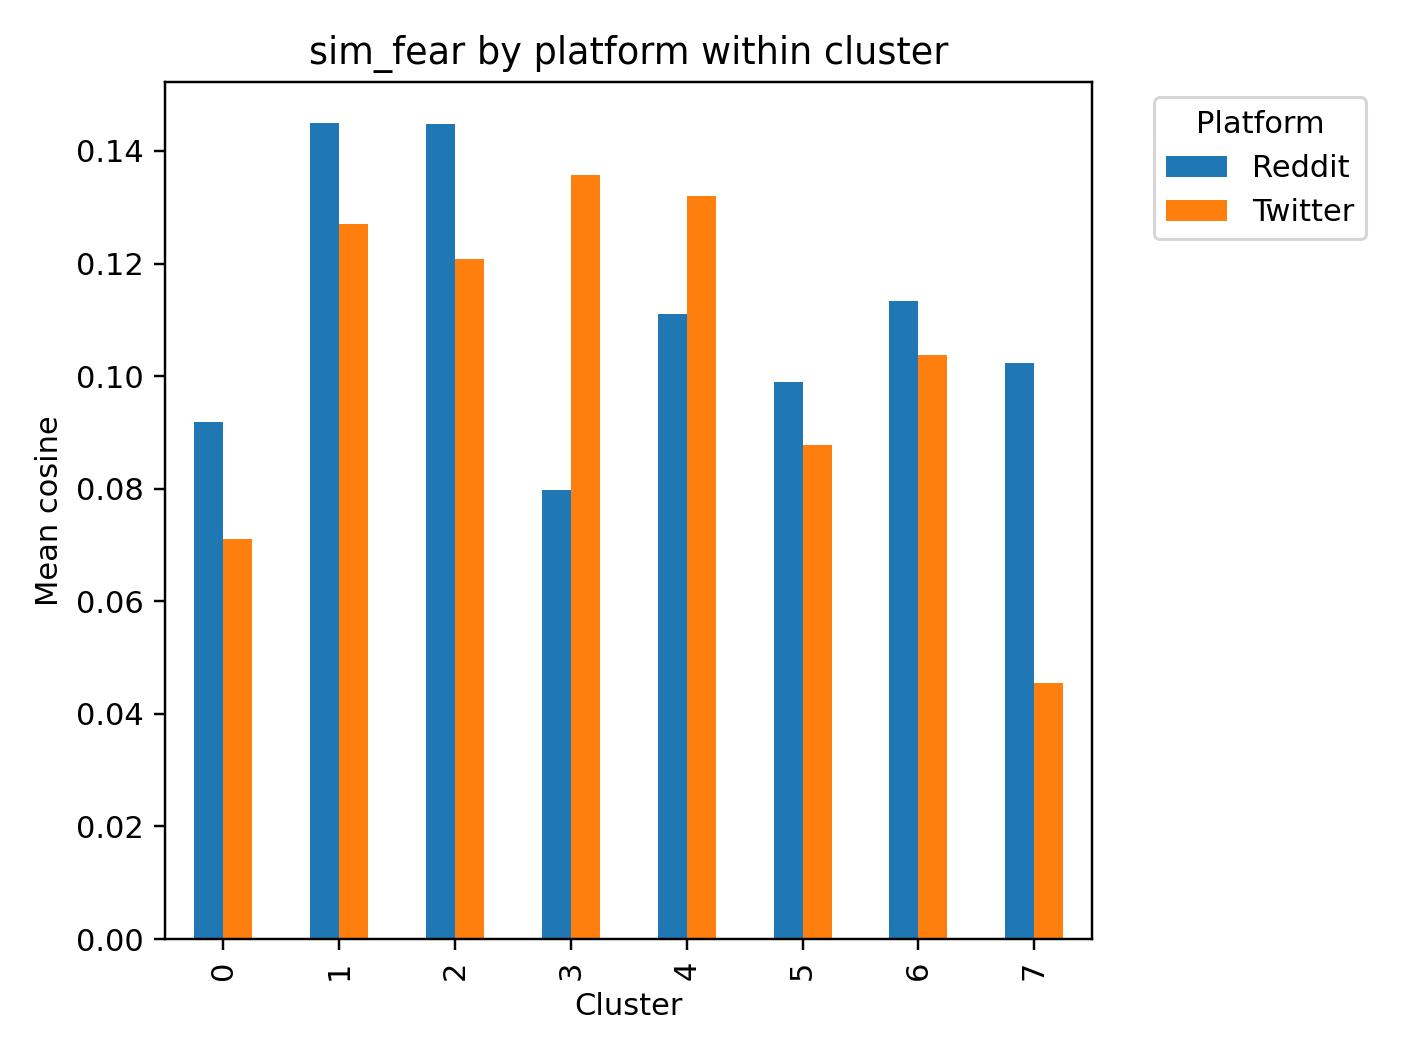 sim_fear by platform within cluster
Platform
Reddit
Twitter
Mean cosine
0.14
0.12
0.10
0.08
0.06
0.04
0.02
0.00
0 1 2 3 4 5 6 7
Cluster